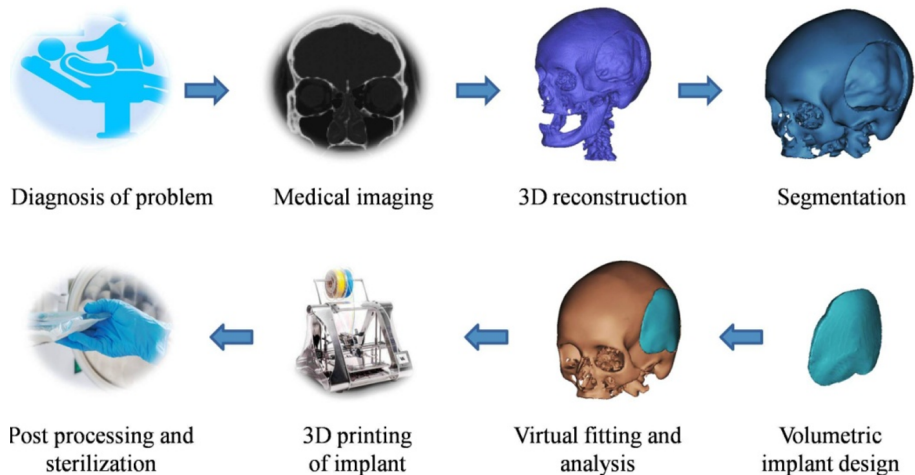 Diagnosis of problem
Medical imaging
3D reconstruction
Segmentation
Post processing and
sterilization
3D printing
of implant
Virtual fitting and
analysis
Volumetric
implant design